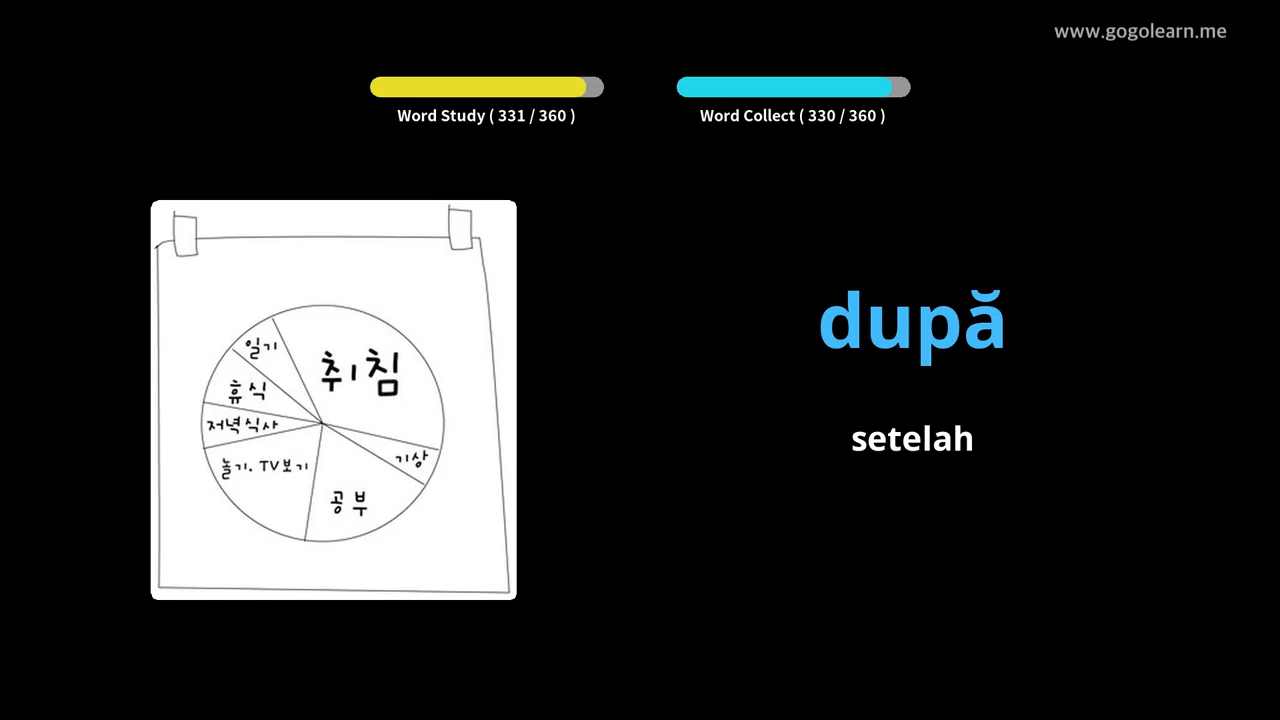 www.gogolearn.me
Word Study ( 331 / 360 )
Word Collect ( 330 / 360 )
일기
취침
휴식
저녁식사
놀기. TV보기
기상
공부
după
setelah